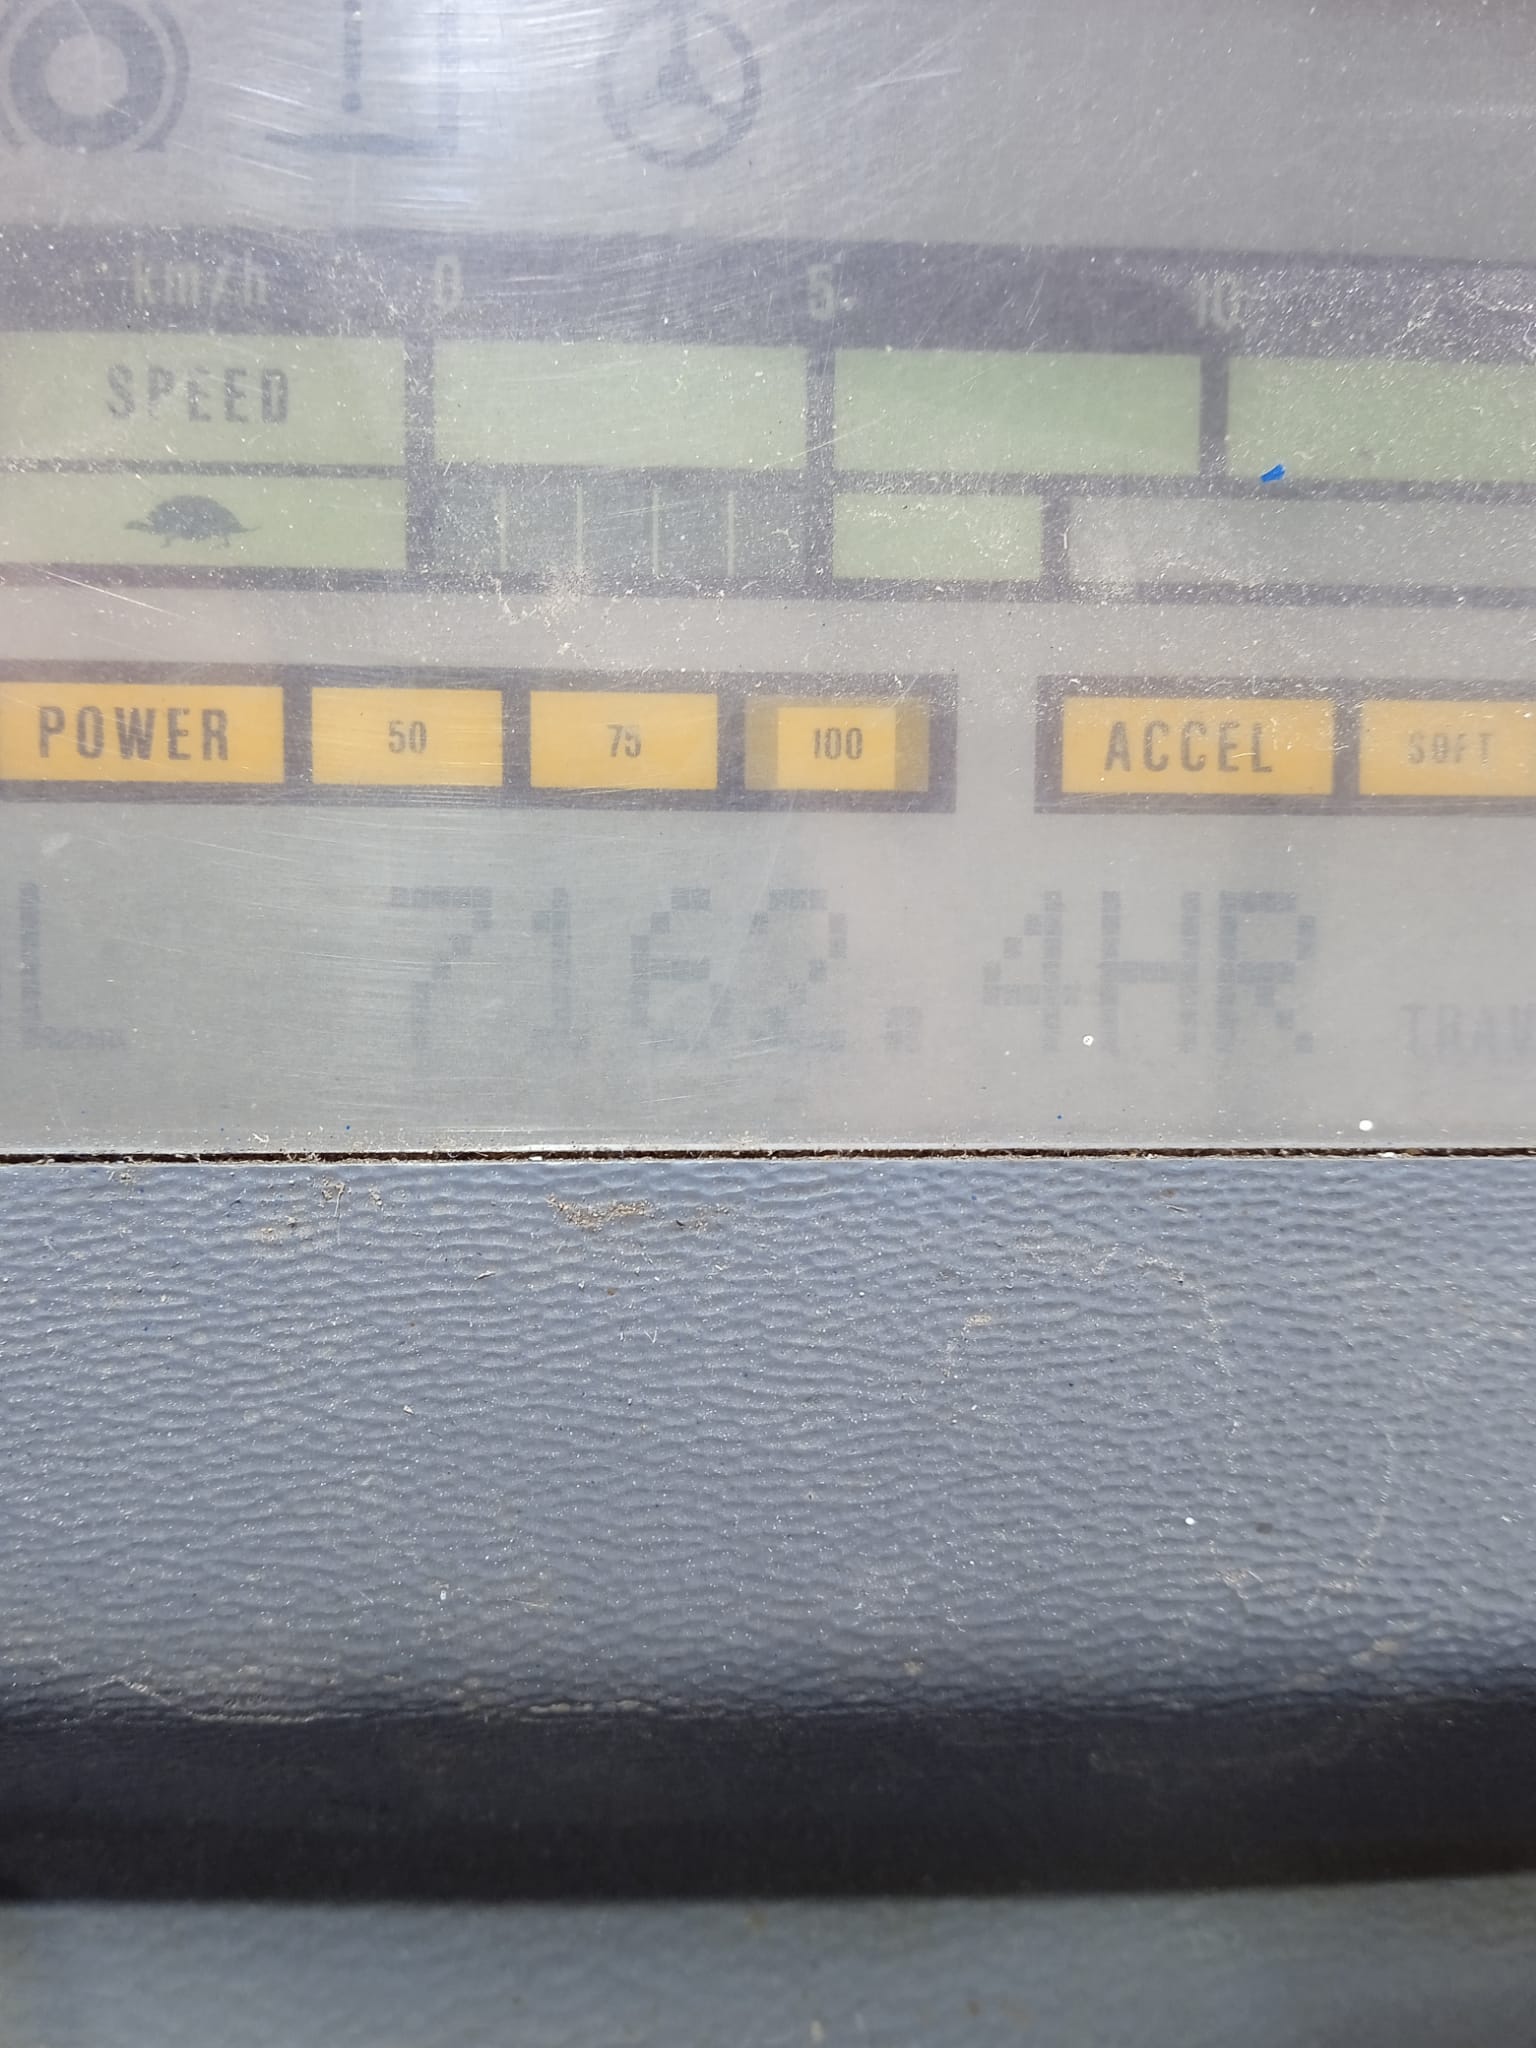 km/h 0 5 10
SPEED
POWER 50 75 100 ACCEL SOFT
L 7162.4HR